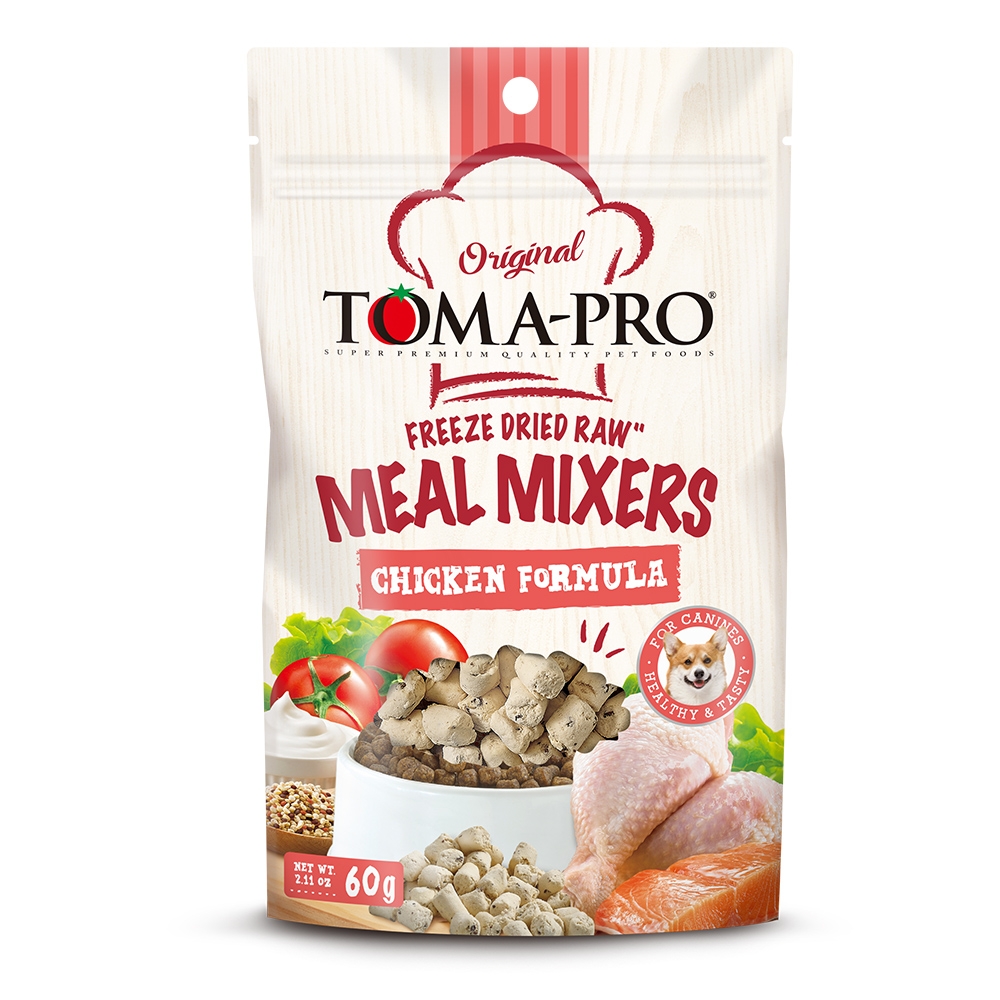 Original
TOMA-PRO®
SUPER PREMIUM QUALITY PET FOODS
FREEZE DRIED RAW"
MEAL MIXERS
CHICKEN FORMULA
FOR CANINES
HEALTHY & TASTY
NET WT.
2.11 OZ
60g